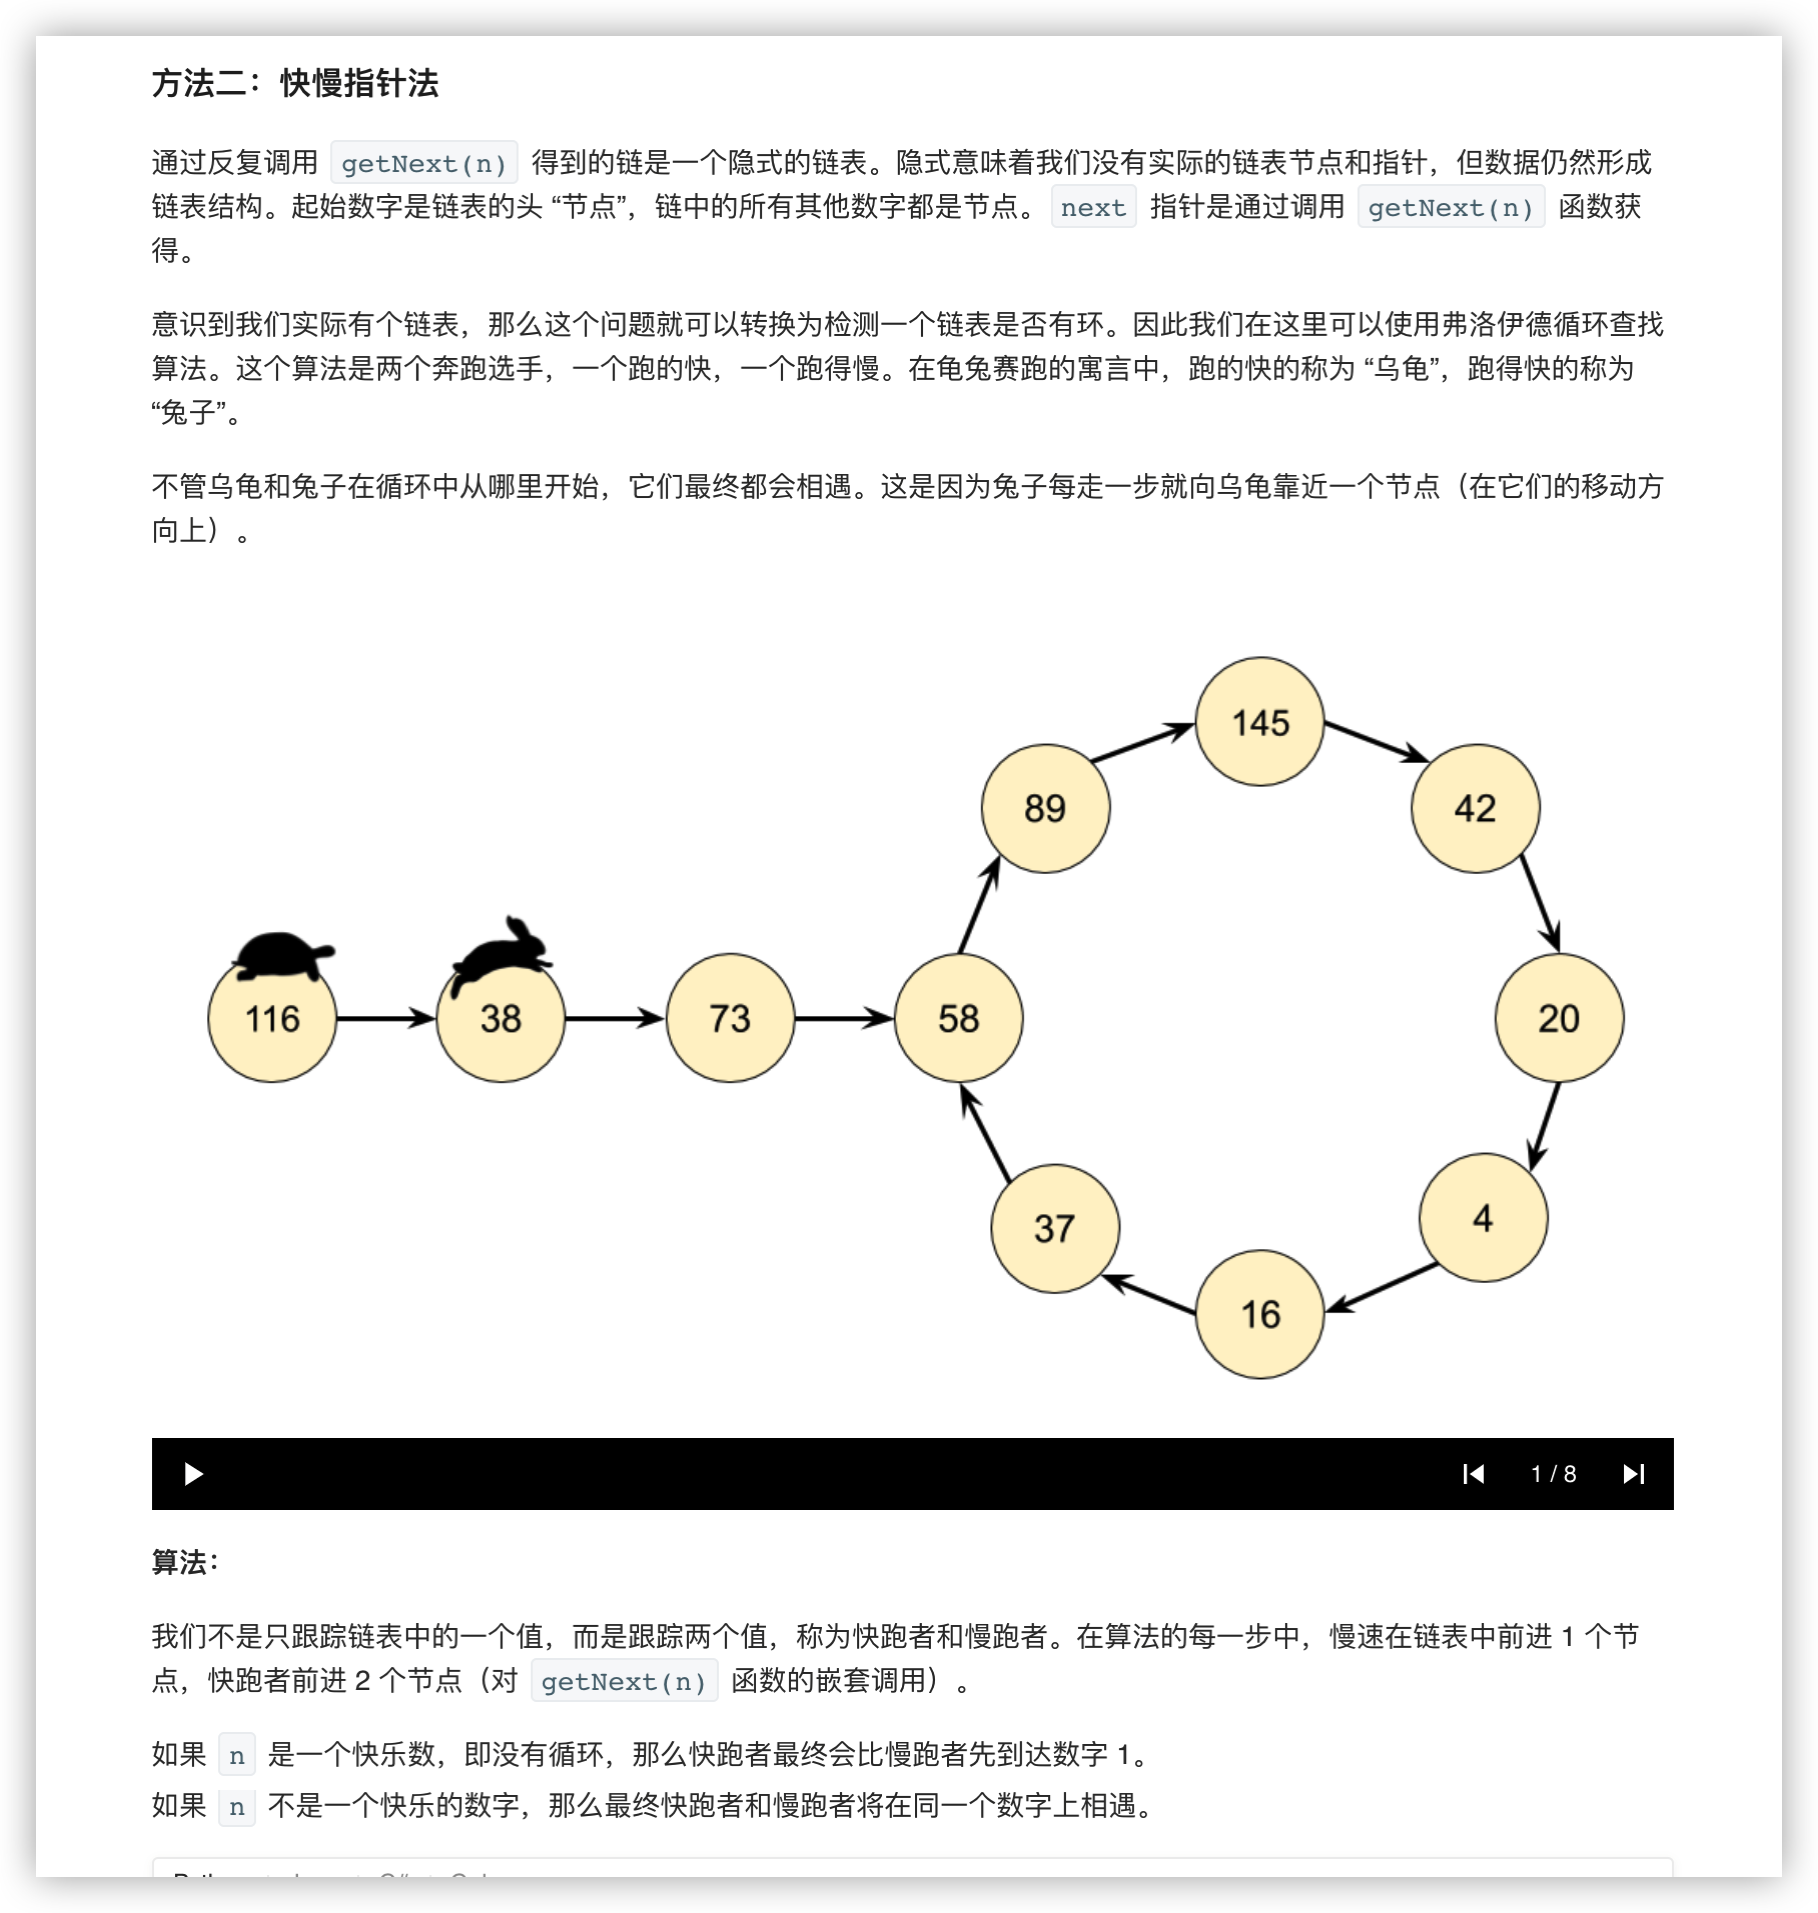 方法二：快慢指针法
通过反复调用 getNext(n) 得到的链是一个隐式的链表。隐式意味着我们没有实际的链表节点和指针，但数据仍然形成
链表结构。起始数字是链表的头 “节点”，链中的所有其他数字都是节点。 next 指针是通过调用 getNext(n) 函数获
得。
意识到我们实际有个链表，那么这个问题就可以转换为检测一个链表是否有环。因此我们在这里可以使用弗洛伊德循环查找
算法。这个算法是两个奔跑选手，一个跑的快，一个跑得慢。在龟兔赛跑的寓言中，跑的快的称为 “乌龟”，跑得快的称为
“兔子”。
不管乌龟和兔子在循环中从哪里开始，它们最终都会相遇。这是因为兔子每走一步就向乌龟靠近一个节点（在它们的移动方
向上）。
145
89
42
116
38
73
58
20
4
37
16
1 / 8
算法：
我们不是只跟踪链表中的一个值，而是跟踪两个值，称为快跑者和慢跑者。在算法的每一步中，慢速在链表中前进 1 个节
点，快跑者前进 2 个节点（对 getNext(n) 函数的嵌套调用）。
如果 n 是一个快乐数，即没有循环，那么快跑者最终会比慢跑者先到达数字 1。
如果 n 不是一个快乐的数字，那么最终快跑者和慢跑者将在同一个数字上相遇。